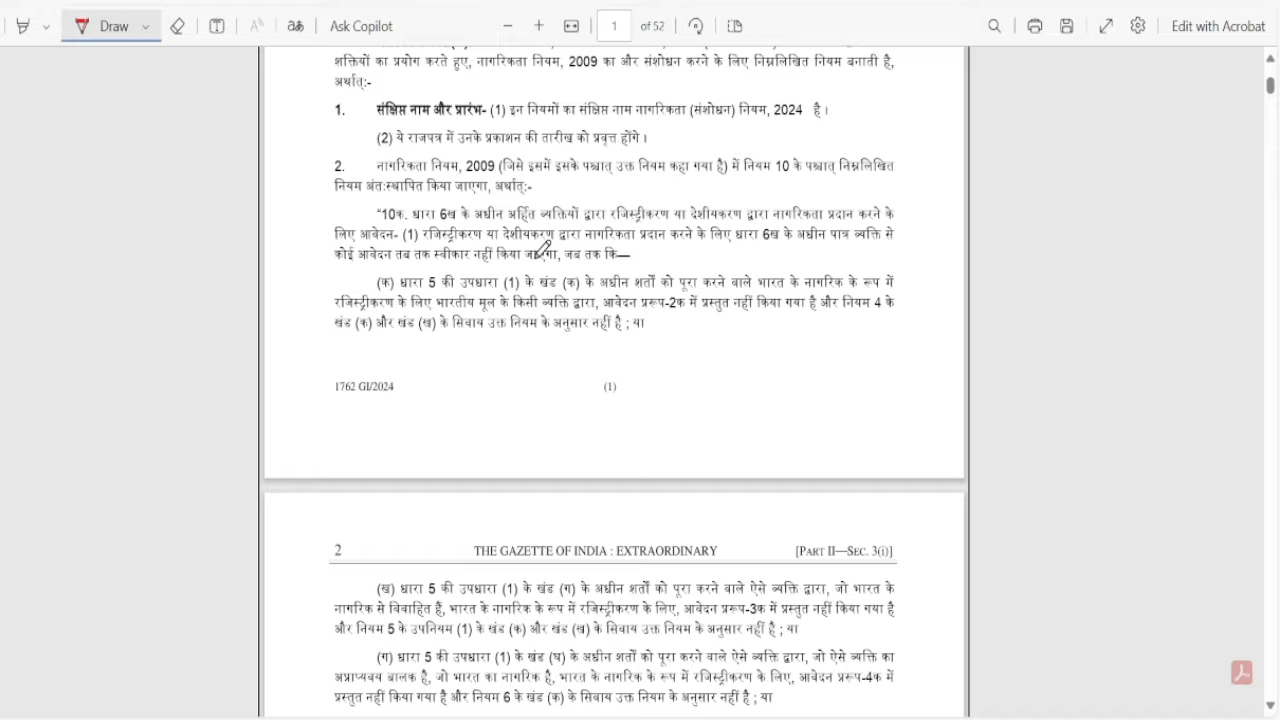 Draw
Ask Copilot
1 of 52
Edit with Acrobat
शक्तियों का प्रयोग करते हुए, नागरिकता नियम, 2009 का और संशोधन करने के लिए निम्नलिखित नियम बनाती है,
अर्थात्:-
1. संक्षिप्त नाम और प्रारंभ- (1) इन नियमों का संक्षिप्त नाम नागरिकता (संशोधन) नियम, 2024 है।
(2) ये राजपत्र में उनके प्रकाशन की तारीख को प्रवृत्त होंगे।
2. नागरिकता नियम, 2009 (जिसे इसमें इसके पश्चात् उक्त नियम कहा गया है) में नियम 10 के पश्चात् निम्नलिखित
नियम अंत:स्थापित किया जाएगा, अर्थात्:-
"10क. धारा 6ख के अधीन अर्हित व्यक्तियों द्वारा रजिस्ट्रीकरण या देशीयकरण द्वारा नागरिकता प्रदान करने के
लिए आवेदन- (1) रजिस्ट्रीकरण या देशीयकरण द्वारा नागरिकता प्रदान करने के लिए धारा 6ख के अधीन पात्र व्यक्ति से
कोई आवेदन तब तक स्वीकार नहीं किया जाएगा, जब तक कि—
(क) धारा 5 की उपधारा (1) के खंड (क) के अधीन शर्तों को पूरा करने वाले भारत के नागरिक के रूप में
रजिस्ट्रीकरण के लिए भारतीय मूल के किसी व्यक्ति द्वारा, आवेदन प्ररूप-2क में प्रस्तुत नहीं किया गया है और नियम 4 के
खंड (क) और खंड (ख) के सिवाय उक्त नियम के अनुसार नहीं है ; या
1762 GI/2024 (1)
2 THE GAZETTE OF INDIA : EXTRAORDINARY [PART II—SEC. 3(i)]
(ख) धारा 5 की उपधारा (1) के खंड (ग) के अधीन शर्तों को पूरा करने वाले ऐसे व्यक्ति द्वारा, जो भारत के
नागरिक से विवाहित है, भारत के नागरिक के रूप में रजिस्ट्रीकरण के लिए, आवेदन प्ररूप-3क में प्रस्तुत नहीं किया गया है
और नियम 5 के उपनियम (1) के खंड (क) और खंड (ख) के सिवाय उक्त नियम के अनुसार नहीं है ; या
(ग) धारा 5 की उपधारा (1) के खंड (घ) के अधीन शर्तों को पूरा करने वाले ऐसे व्यक्ति द्वारा, जो ऐसे व्यक्ति का
अप्राप्तवय बालक है, जो भारत का नागरिक है, भारत के नागरिक के रूप में रजिस्ट्रीकरण के लिए, आवेदन प्ररूप-4क में
प्रस्तुत नहीं किया गया है और नियम 6 के खंड (क) के सिवाय उक्त नियम के अनुसार नहीं है ; या